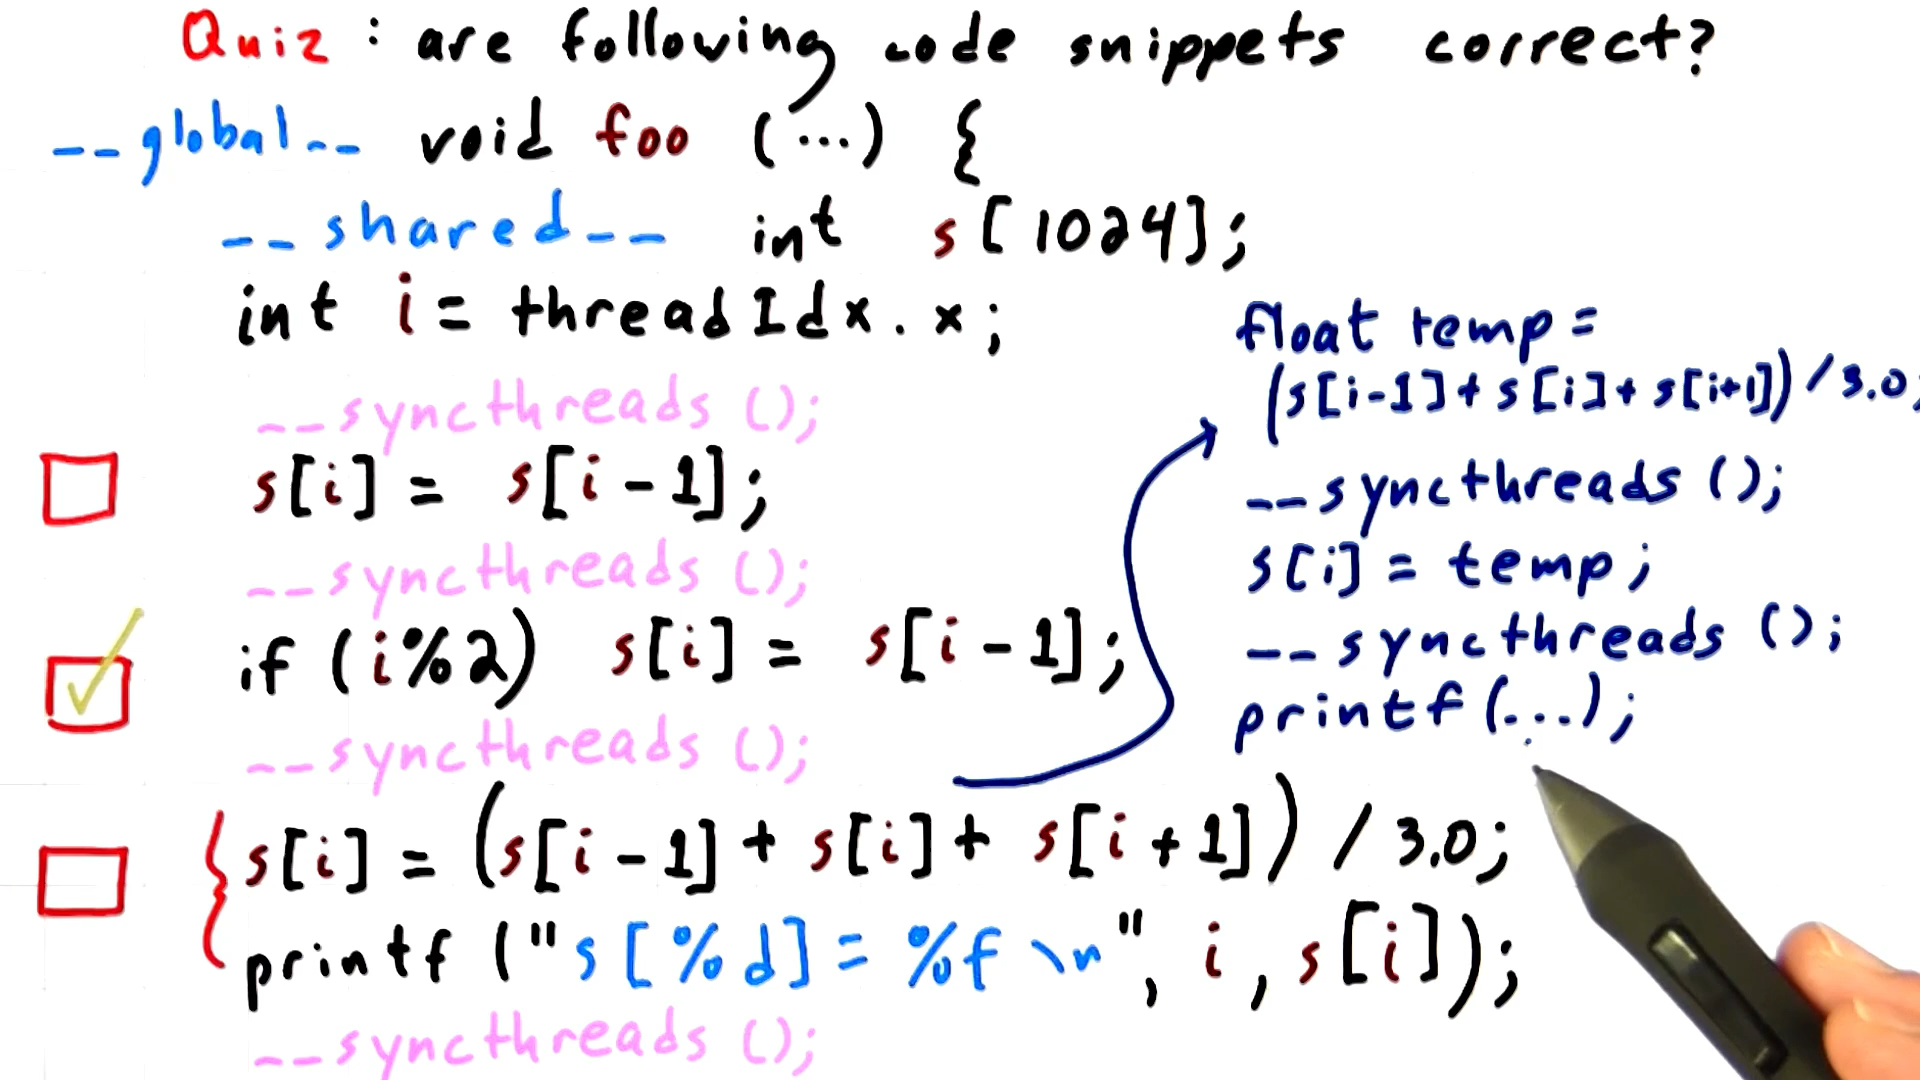 Quiz : are following code snippets correct?
__global__ void foo (...) {
__shared__ int s[1024];
int i = threadIdx.x;
__syncthreads ();
s[i] = s[i-1];
__syncthreads ();
if (i%2) s[i] = s[i-1];
__syncthreads ();
s[i] = (s[i-1] + s[i] + s[i+1]) / 3.0;
printf ("s[%d] = %f \n", i, s[i]);
__syncthreads ();
float temp =
(s[i-1] + s[i] + s[i+1]) / 3.0;
__syncthreads ();
s[i] = temp;
__syncthreads ();
printf (...);